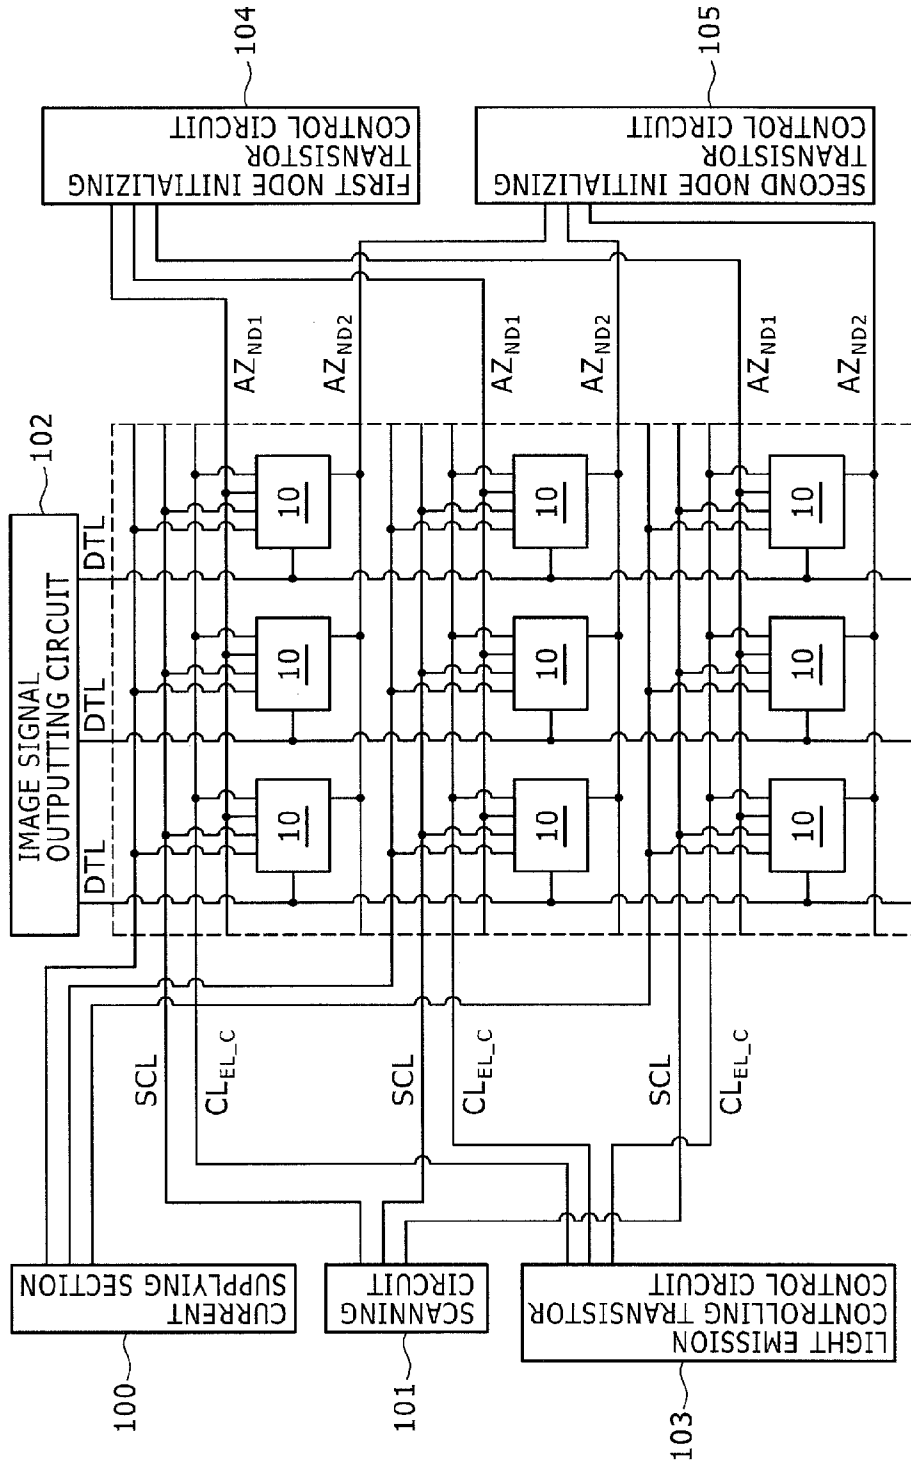 104
FIRST NODE INITIALIZING
TRANSISTOR
CONTROL CIRCUIT
105
SECOND NODE INITIALIZING
TRANSISTOR
CONTROL CIRCUIT
102
IMAGE SIGNAL
OUTPUTTING CIRCUIT
DTL
DTL
DTL
AZND1
AZND2
AZND1
AZND2
AZND1
AZND2
10
10
10
10
10
10
10
10
10
SCL
CLEL_C
SCL
CLEL_C
SCL
CLEL_C
CURRENT
SUPPLYING SECTION
100
SCANNING
CIRCUIT
101
LIGHT EMISSION
CONTROLLING TRANSISTOR
CONTROL CIRCUIT
103